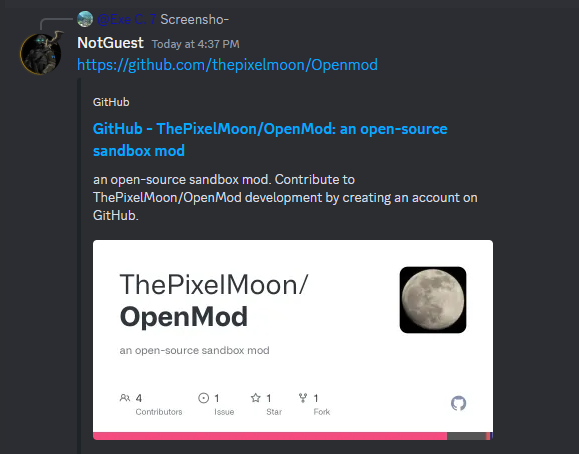 Screensho-
NotGuest Today at 4:37 PM
https://github.com/thepixelmoon/Openmod
GitHub
GitHub - ThePixelMoon/OpenMod: an open-source
sandbox mod
an open-source sandbox mod. Contribute to
ThePixelMoon/OpenMod development by creating an account on
GitHub.
ThePixelMoon/
OpenMod
an open-source sandbox mod
4 1 1 1
Contributors Issue Star Fork